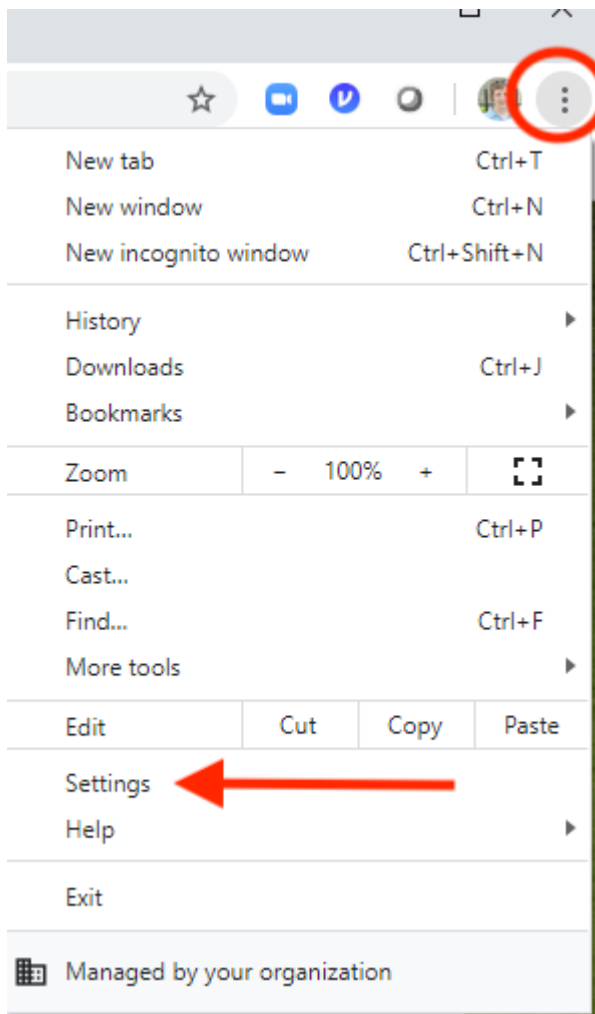 New tab Ctrl+T
New window Ctrl+N
New incognito window Ctrl+Shift+N
History
Downloads Ctrl+J
Bookmarks
Zoom - 100% +
Print... Ctrl+P
Cast...
Find... Ctrl+F
More tools
Edit Cut Copy Paste
Settings
Help
Exit
Managed by your organization